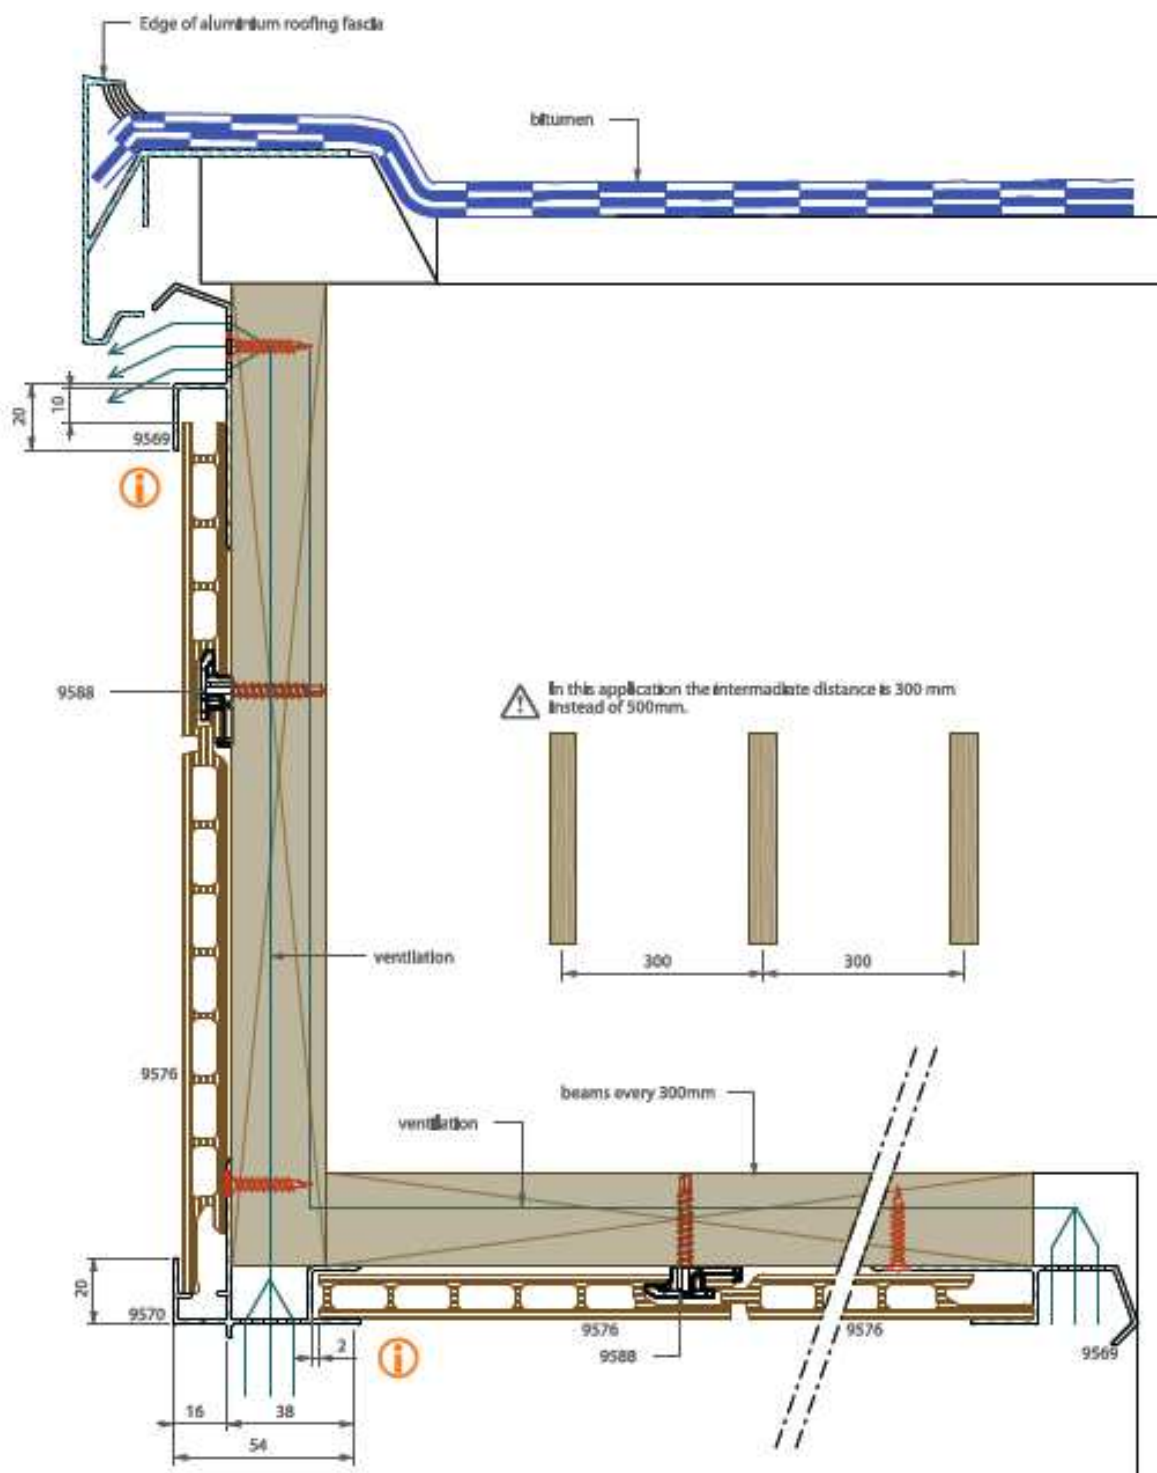 Edge of aluminium roofing fascia
bitumen
20
10
9569
9588
In this application the intermadiate distance is 300 mm
instead of 500mm.
300
300
ventilation
9576
beams every 300mm
ventilation
20
9570
9576
9576
2
9588
9569
16
38
54